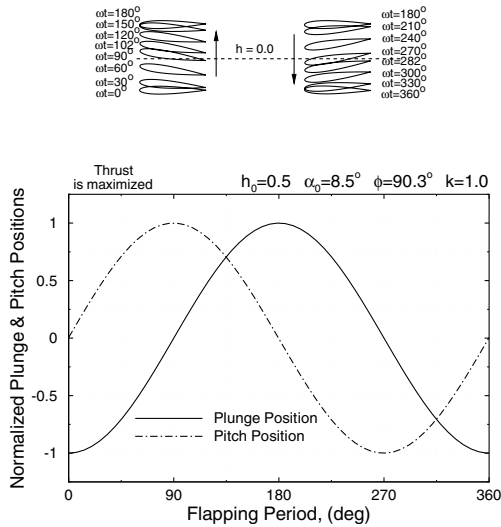 ωt=180° ωt=180°
ωt=150° ωt=210°
ωt=120° ωt=240°
ωt=102° ωt=270°
ωt=90° h = 0.0 ωt=282°
ωt=60° ωt=300°
ωt=30° ωt=330°
ωt=0° ωt=360°
Thrust
is maximized
h₀=0.5 α₀=8.5° ϕ=90.3° k=1.0
Normalized Plunge & Pitch Positions
1
0.5
0
-0.5
-1
Plunge Position
Pitch Position
0 90 180 270 360
Flapping Period, (deg)